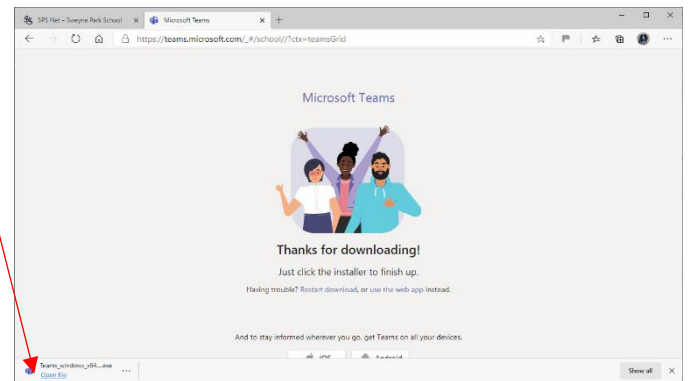 SPS Net – Sweyne Park School
Microsoft Teams
https://teams.microsoft.com/_#/school//?ctx=teamsGrid
Microsoft Teams
Thanks for downloading!
Just click the installer to finish up.
Having trouble? Restart download, or use the web app instead.
And to stay informed wherever you go, get Teams on all your devices.
iOS Android
Teams_windows_x64....exe
Open file
Show all